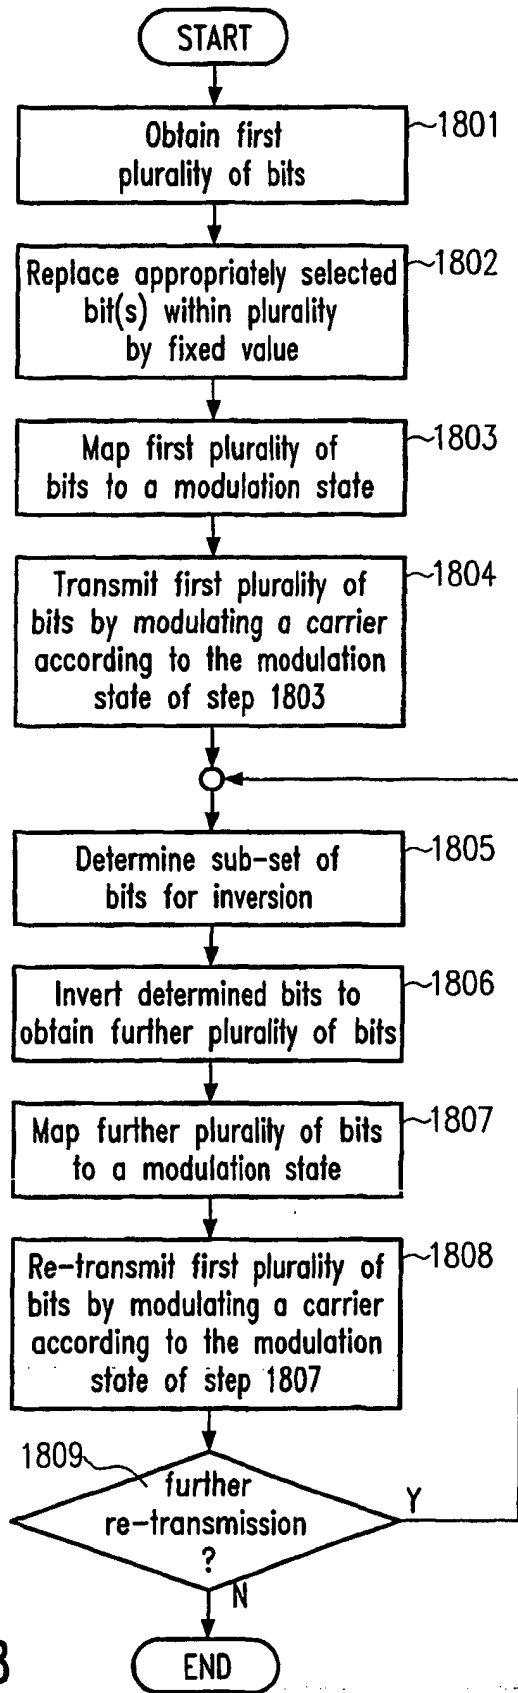 START
1801
Obtain first
plurality of bits
1802
Replace appropriately selected
bit(s) within plurality
by fixed value
1803
Map first plurality of
bits to a modulation state
1804
Transmit first plurality of
bits by modulating a carrier
according to the modulation
state of step 1803
1805
Determine sub-set of
bits for inversion
1806
Invert determined bits to
obtain further plurality of bits
1807
Map further plurality of bits
to a modulation state
1808
Re-transmit first plurality of
bits by modulating a carrier
according to the modulation
state of step 1807
1809
further
re-transmission
?
Y
N
END